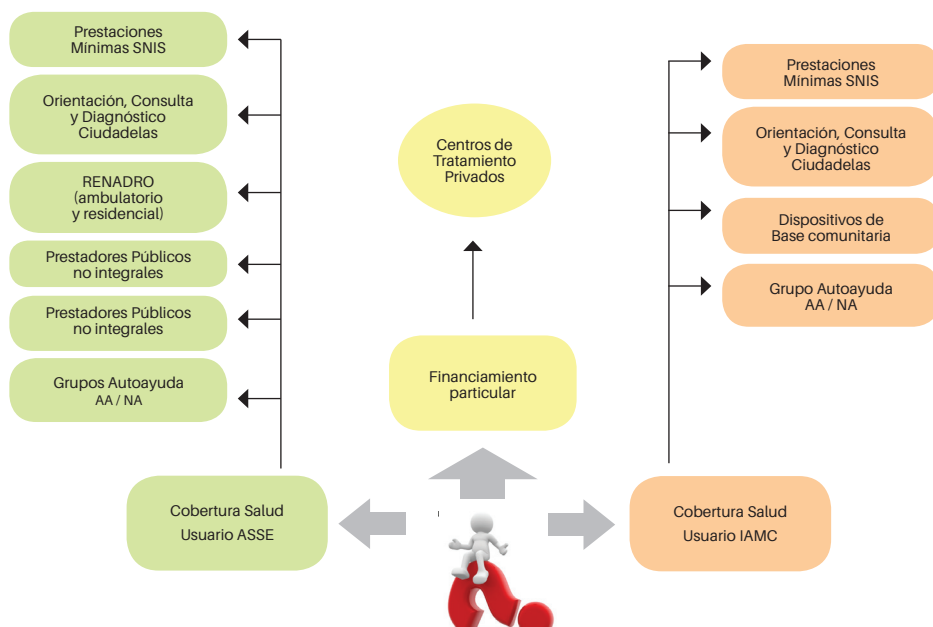 Prestaciones
Mínimas SNIS
Orientación, Consulta
y Diagnóstico
Ciudadelas
RENADRO
(ambulatorio
y residencial)
Prestadores Públicos
no integrales
Prestadores Públicos
no integrales
Grupos Autoayuda
AA / NA
Cobertura Salud
Usuario ASSE
Centros de
Tratamiento
Privados
Financiamiento
particular
Prestaciones
Mínimas SNIS
Orientación, Consulta
y Diagnóstico
Ciudadelas
Dispositivos de
Base comunitaria
Grupo Autoayuda
AA / NA
Cobertura Salud
Usuario IAMC